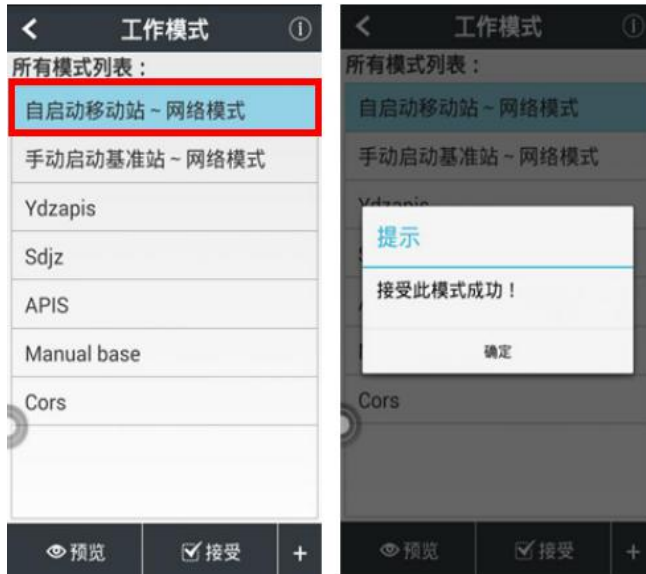 工作模式
所有模式列表：
自启动移动站 ~ 网络模式
手动启动基准站 ~ 网络模式
Ydzapis
Sdjz
APIS
Manual base
Cors
预览
接受
+
工作模式
所有模式列表：
自启动移动站 ~ 网络模式
手动启动基准站 ~ 网络模式
Ydzapis
提示
接受此模式成功！
确定
Cors
预览
接受
+